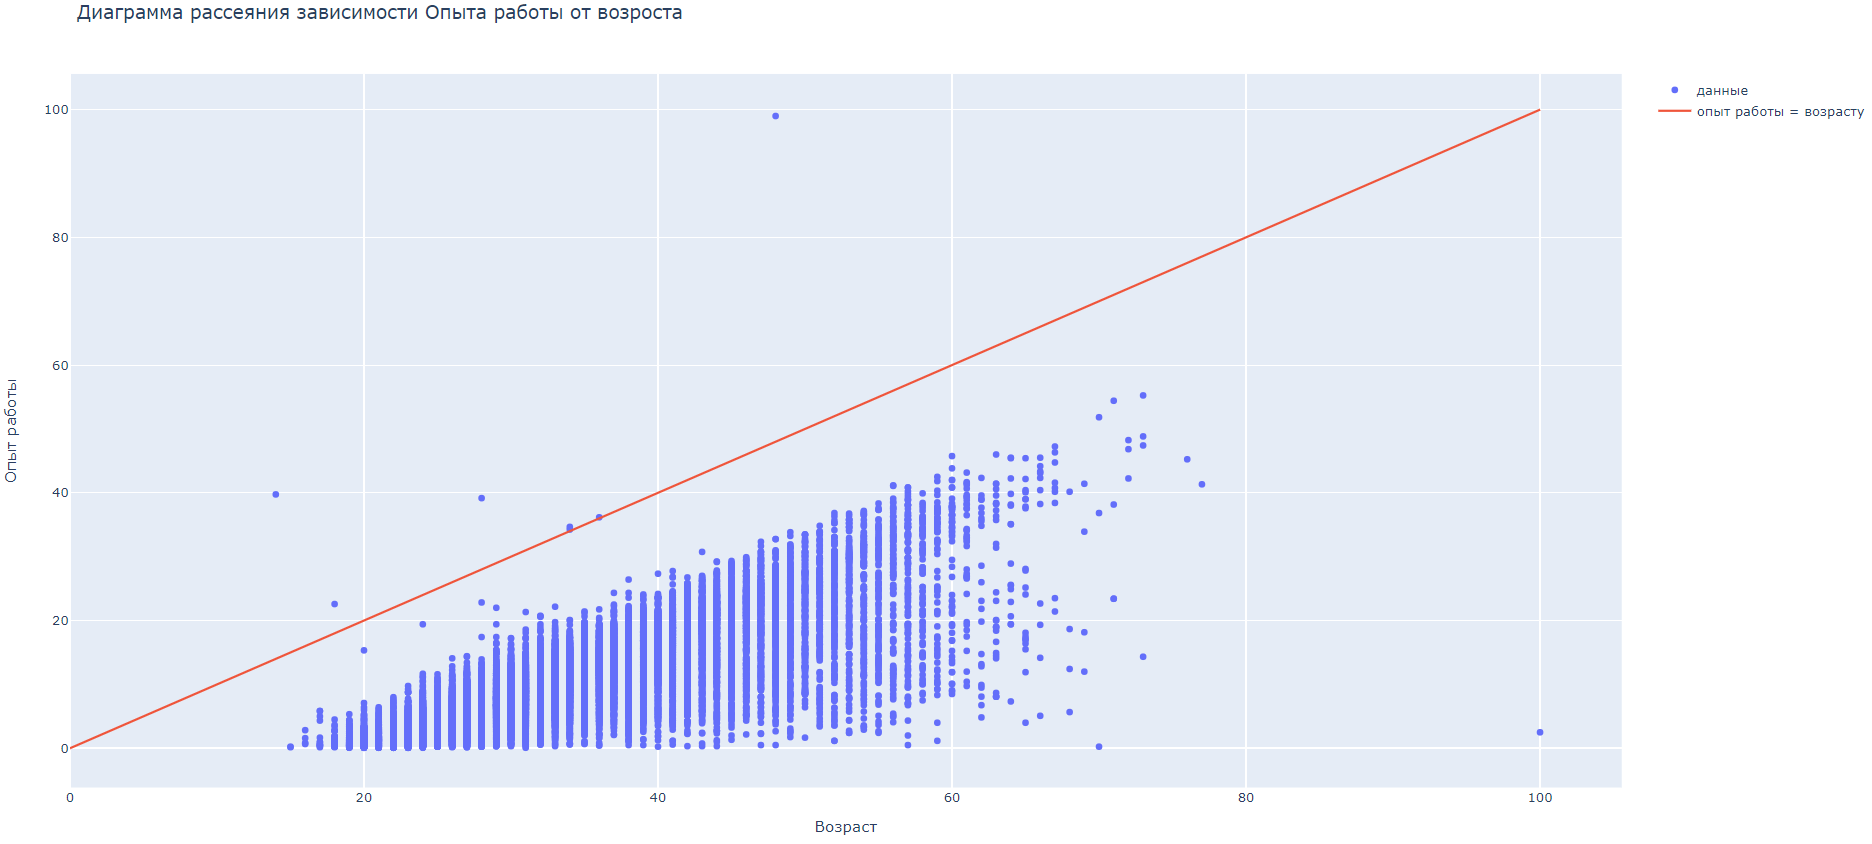 Диаграмма рассеяния зависимости Опыта работы от возроста
данные
опыт работы = возрасту
Опыт работы
100
80
60
40
20
0
0 20 40 60 80 100
Возраст